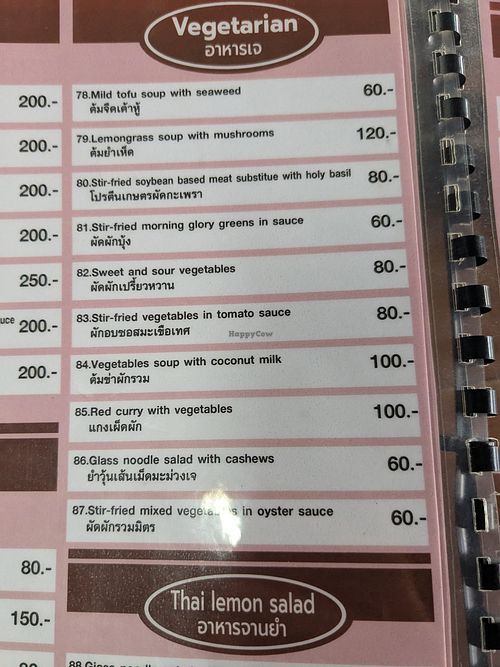 Vegetarian
อาหารเจ
200.-
200.-
200.-
200.-
250.-
uce 200.-
200.-
80.-
150.-
78.Mild tofu soup with seaweed 60.-
ต้มจืดเต้าหู้
79.Lemongrass soup with mushrooms 120.-
ต้มยำเห็ด
80.Stir-fried soybean based meat substitue with holy basil 80.-
โปรตีนเกษตรผัดกะเพรา
81.Stir-fried morning glory greens in sauce 60.-
ผัดผักบุ้ง
82.Sweet and sour vegetables 80.-
ผัดผักเปรี้ยวหวาน
83.Stir-fried vegetables in tomato sauce 80.-
ผักอบซอสมะเขือเทศ
HappyCow
84.Vegetables soup with coconut milk 100.-
ต้มข่าผักรวม
85.Red curry with vegetables 100.-
แกงเผ็ดผัก
86.Glass noodle salad with cashews 60.-
ยำวุ้นเส้นเม็ดมะม่วงเจ
87.Stir-fried mixed vegetables in oyster sauce 60.-
ผัดผักรวมมิตร
Thai lemon salad
อาหารจานยำ